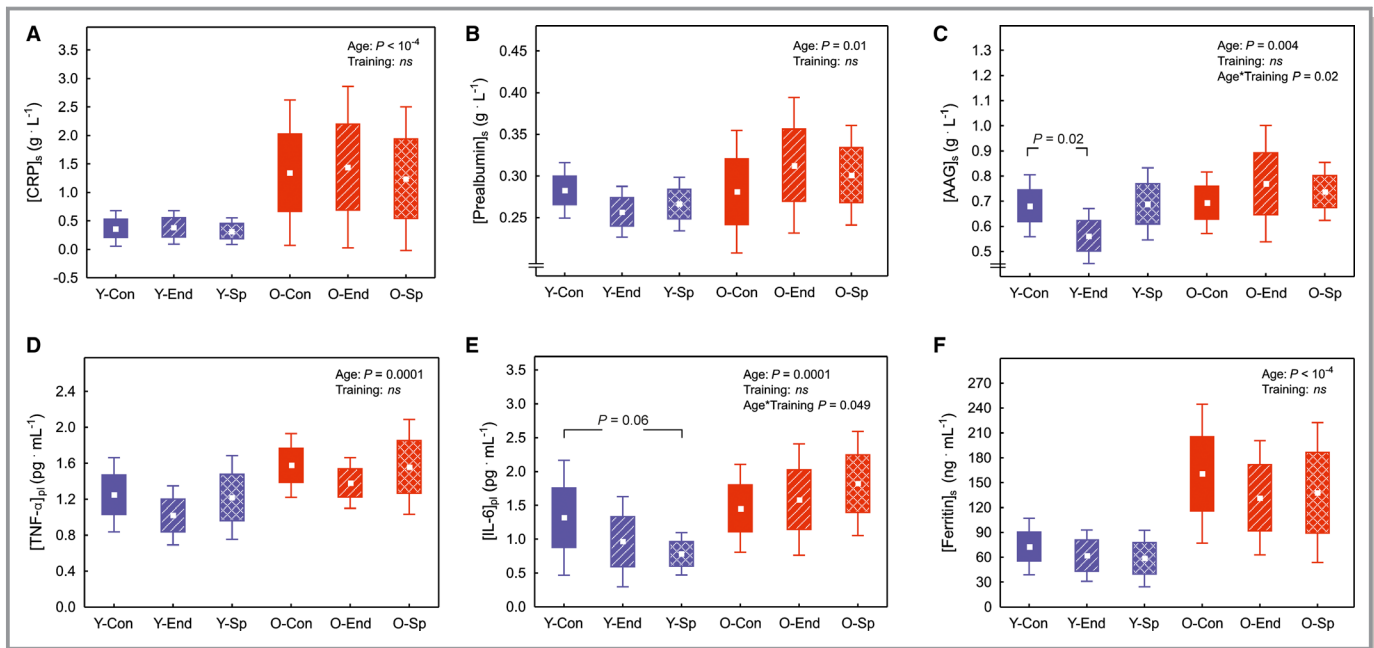 A
[CRP]s (g · L-1)
3.5
3.0
2.5
2.0
1.5
1.0
0.5
0.0
-0.5
Age: P < 10-4
Training: ns
Y-Con Y-End Y-Sp O-Con O-End O-Sp
B
[Prealbumin]s (g · L-1)
0.45
0.35
0.30
0.25
Age: P = 0.01
Training: ns
Y-Con Y-End Y-Sp O-Con O-End O-Sp
C
[AAG]s (g · L-1)
1.3
1.2
1.0
0.9
0.8
0.7
0.6
0.5
Age: P = 0.004
Training: ns
Age*Training P = 0.02
P = 0.02
Y-Con Y-End Y-Sp O-Con O-End O-Sp
D
[TNF-α]pl (pg · mL-1)
2.4
2.0
1.6
1.2
0.8
0.4
0.0
Age: P = 0.0001
Training: ns
Y-Con Y-End Y-Sp O-Con O-End O-Sp
E
[IL-6]pl (pg · mL-1)
3.5
3.0
2.5
2.0
1.5
1.0
0.5
0.0
Age: P = 0.0001
Training: ns
Age*Training P = 0.049
P = 0.06
Y-Con Y-End Y-Sp O-Con O-End O-Sp
F
[Ferritin]s (ng · mL-1)
270
240
210
180
150
120
90
60
30
0
Age: P < 10-4
Training: ns
Y-Con Y-End Y-Sp O-Con O-End O-Sp